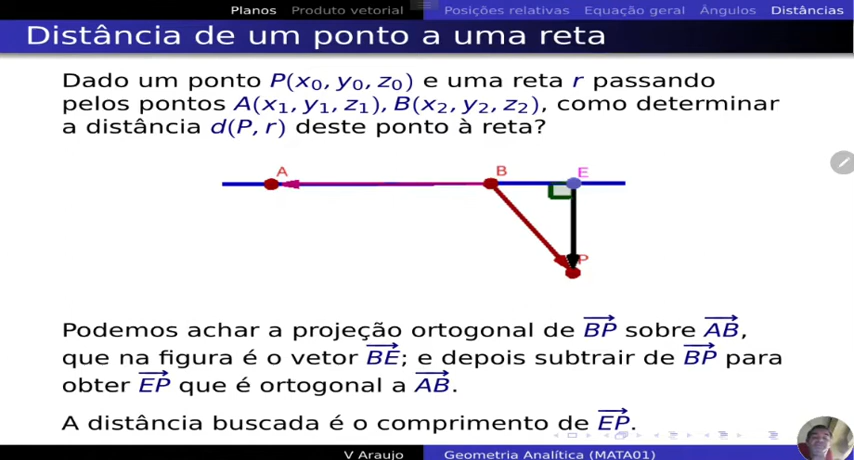 Planos Produto vetorial Posições relativas Equação geral Ângulos Distâncias
Distância de um ponto a uma reta
Dado um ponto P(x₀, y₀, z₀) e uma reta r passando
pelos pontos A(x₁, y₁, z₁), B(x₂, y₂, z₂), como determinar
a distância d(P, r) deste ponto à reta?
A
B
E
P
Podemos achar a projeção ortogonal de BP⃗ sobre AB⃗,
que na figura é o vetor BE⃗; e depois subtrair de BP⃗ para
obter EP⃗ que é ortogonal a AB⃗.
A distância buscada é o comprimento de EP⃗.
V Araujo Geometria Analítica (MATA01)